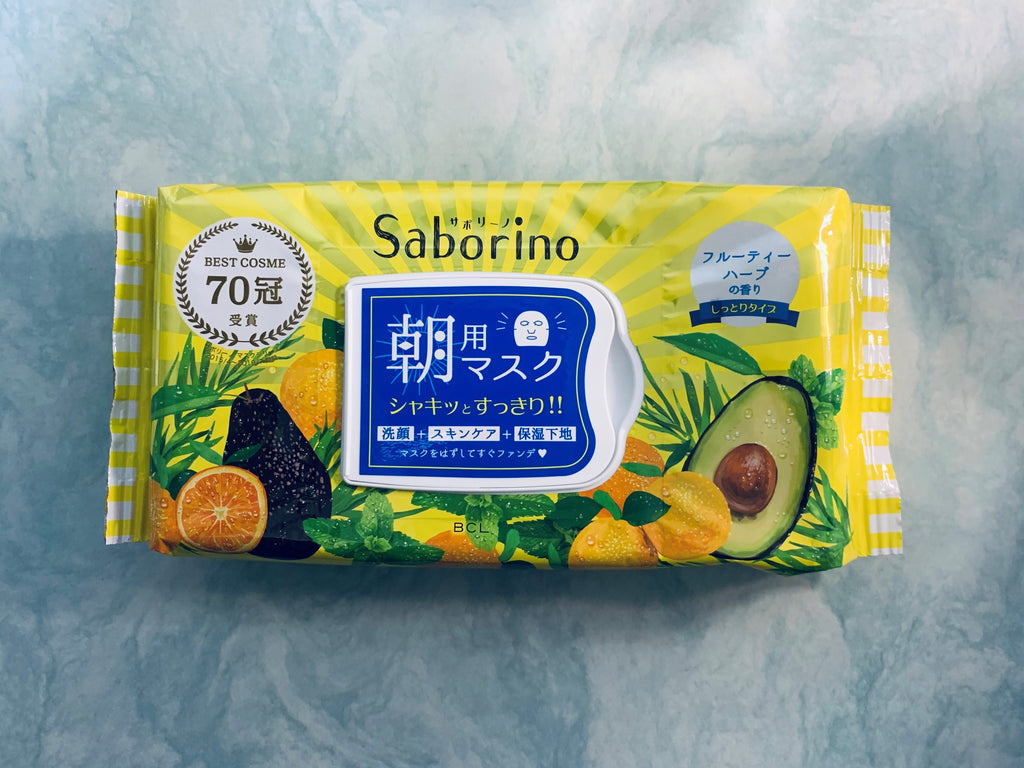 サボリーノ
Saborino
BEST COSME
70冠
受賞
フルーティー
ハーブ
の香り
しっとりタイプ
朝用
マスク
シャキッとすっきり!!
洗顔+スキンケア+保湿下地
マスクをはずしてすぐファンデ♥
BCL